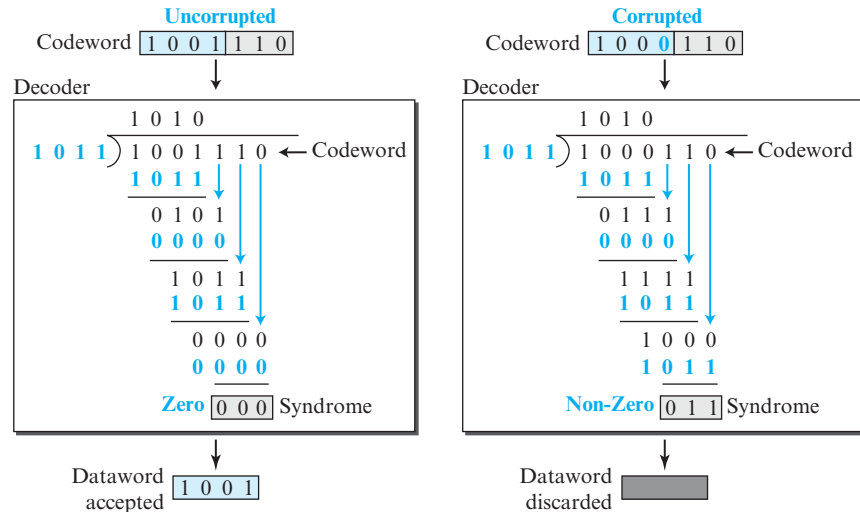 Uncorrupted
Codeword 1 0 0 1 1 1 0
Decoder
1 0 1 0
1 0 1 1 1 0 0 1 1 1 0 Codeword
1 0 1 1
0 1 0 1
0 0 0 0
1 0 1 1
1 0 1 1
0 0 0 0
0 0 0 0
Zero 0 0 0 Syndrome
Dataword
accepted 1 0 0 1
Corrupted
Codeword 1 0 0 0 1 1 0
Decoder
1 0 1 0
1 0 1 1 1 0 0 0 1 1 0 Codeword
1 0 1 1
0 1 1 1
0 0 0 0
1 1 1 1
1 0 1 1
1 0 0 0
1 0 1 1
Non-Zero 0 1 1 Syndrome
Dataword
discarded